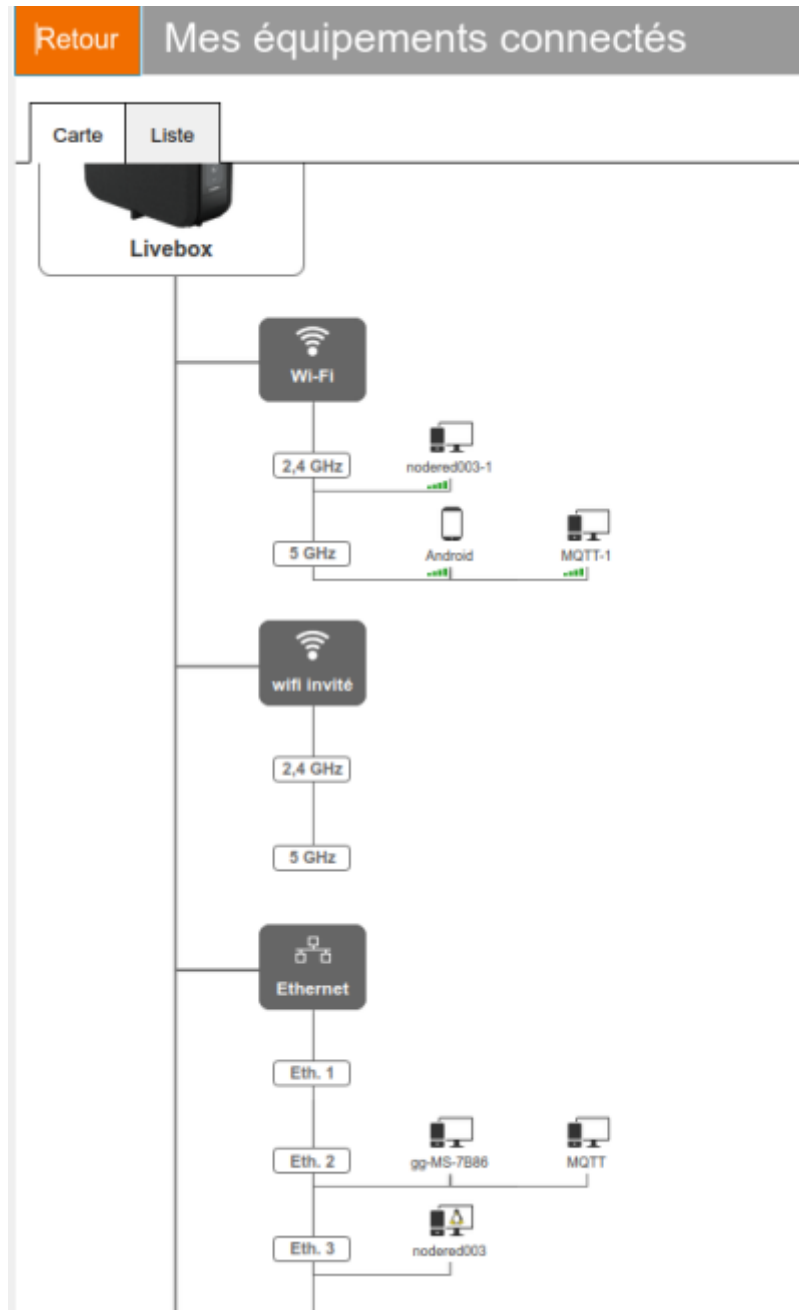 Retour Mes équipements connectés
Carte Liste
Livebox
Wi-Fi
2,4 GHz nodered003-1
5 GHz Android MQTT-1
wifi invité
2,4 GHz
5 GHz
Ethernet
Eth. 1
Eth. 2 gg-MS-7B86 MQTT
Eth. 3 nodered003